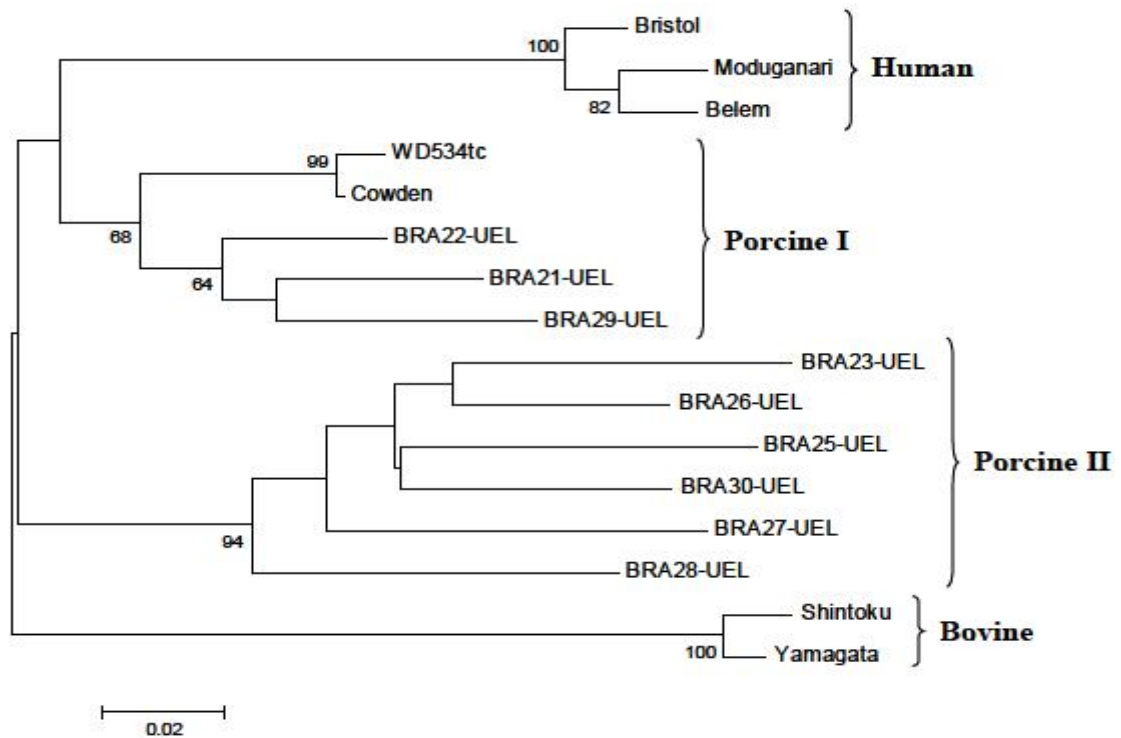 Bristol
100
Moduganari
Human
82
Belem
WD534tc
99
Cowden
68
BRA22-UEL
Porcine I
64
BRA21-UEL
BRA29-UEL
BRA23-UEL
BRA26-UEL
BRA25-UEL
Porcine II
BRA30-UEL
BRA27-UEL
94
BRA28-UEL
Shintoku
Bovine
100
Yamagata
0.02